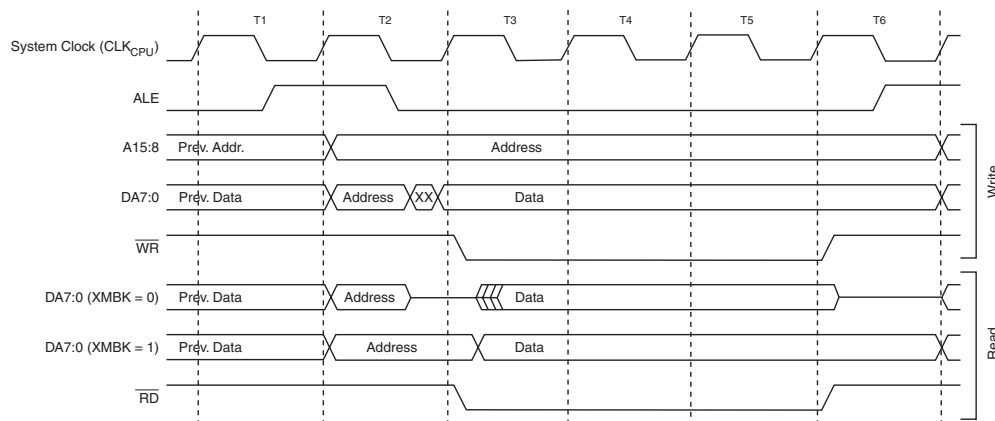 T1 T2 T3 T4 T5 T6
System Clock (CLKCPU)
ALE
A15:8 Prev. Addr. Address
DA7:0 Prev. Data Address XX Data
WR
DA7:0 (XMBK = 0) Prev. Data Address Data
DA7:0 (XMBK = 1) Prev. Data Address Data
RD
Write
Read